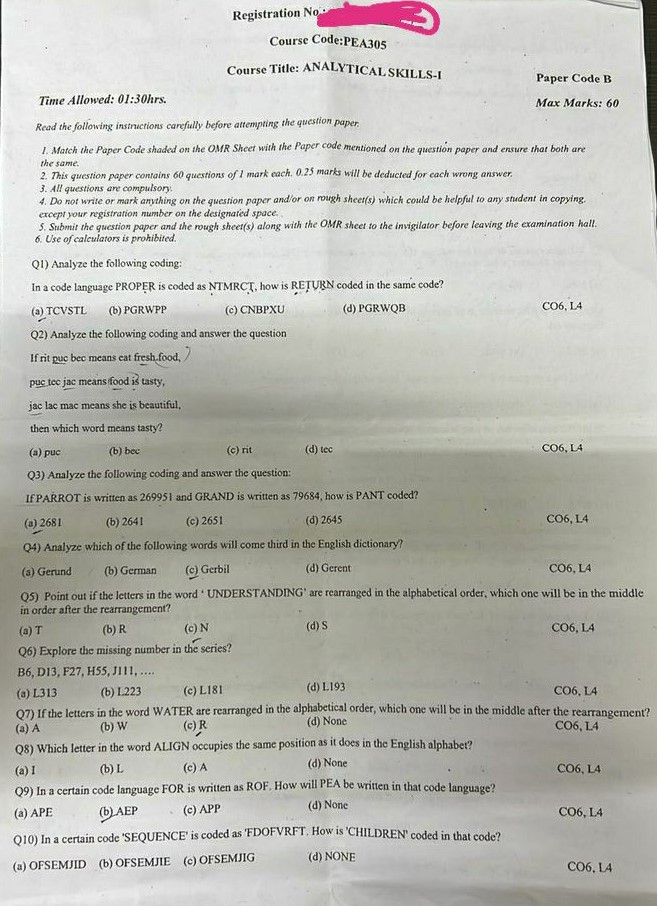 Registration No.:
Course Code:PEA305
Course Title: ANALYTICAL SKILLS-I
Paper Code B
Time Allowed: 01:30hrs.
Max Marks: 60
Read the following instructions carefully before attempting the question paper.
1. Match the Paper Code shaded on the OMR Sheet with the Paper code mentioned on the question paper and ensure that both are
the same.
2. This question paper contains 60 questions of 1 mark each. 0.25 marks will be deducted for each wrong answer.
3. All questions are compulsory.
4. Do not write or mark anything on the question paper and/or on rough sheet(s) which could be helpful to any student in copying,
except your registration number on the designated space.
5. Submit the question paper and the rough sheet(s) along with the OMR sheet to the invigilator before leaving the examination hall.
6. Use of calculators is prohibited.
Q1) Analyze the following coding:
In a code language PROPER is coded as NTMRCT, how is RETURN coded in the same code?
(a) TCVSTL (b) PGRWPP (c) CNBPXU (d) PGRWQB CO6, L4
Q2) Analyze the following coding and answer the question
If rit puc bec means eat fresh food,
puc tec jac means food is tasty,
jac lac mac means she is beautiful,
then which word means tasty?
(a) puc (b) bec (c) rit (d) tec CO6, L4
Q3) Analyze the following coding and answer the question:
If PARROT is written as 269951 and GRAND is written as 79684, how is PANT coded?
(a) 2681 (b) 2641 (c) 2651 (d) 2645 CO6, L4
Q4) Analyze which of the following words will come third in the English dictionary?
(a) Gerund (b) German (c) Gerbil (d) Gerent CO6, L4
Q5) Point out if the letters in the word ‘ UNDERSTANDING’ are rearranged in the alphabetical order, which one will be in the middle
in order after the rearrangement?
(a) T (b) R (c) N (d) S CO6, L4
Q6) Explore the missing number in the series?
B6, D13, F27, H55, J111, ....
(a) L313 (b) L223 (c) L181 (d) L193 CO6, L4
Q7) If the letters in the word WATER are rearranged in the alphabetical order, which one will be in the middle after the rearrangement?
(a) A (b) W (c) R (d) None CO6, L4
Q8) Which letter in the word ALIGN occupies the same position as it does in the English alphabet?
(a) I (b) L (c) A (d) None CO6, L4
Q9) In a certain code language FOR is written as ROF. How will PEA be written in that code language?
(a) APE (b) AEP (c) APP (d) None CO6, L4
Q10) In a certain code 'SEQUENCE' is coded as 'FDOFVRFT. How is 'CHILDREN' coded in that code?
(a) OFSEMJID (b) OFSEMJIE (c) OFSEMJIG (d) NONE CO6, L4